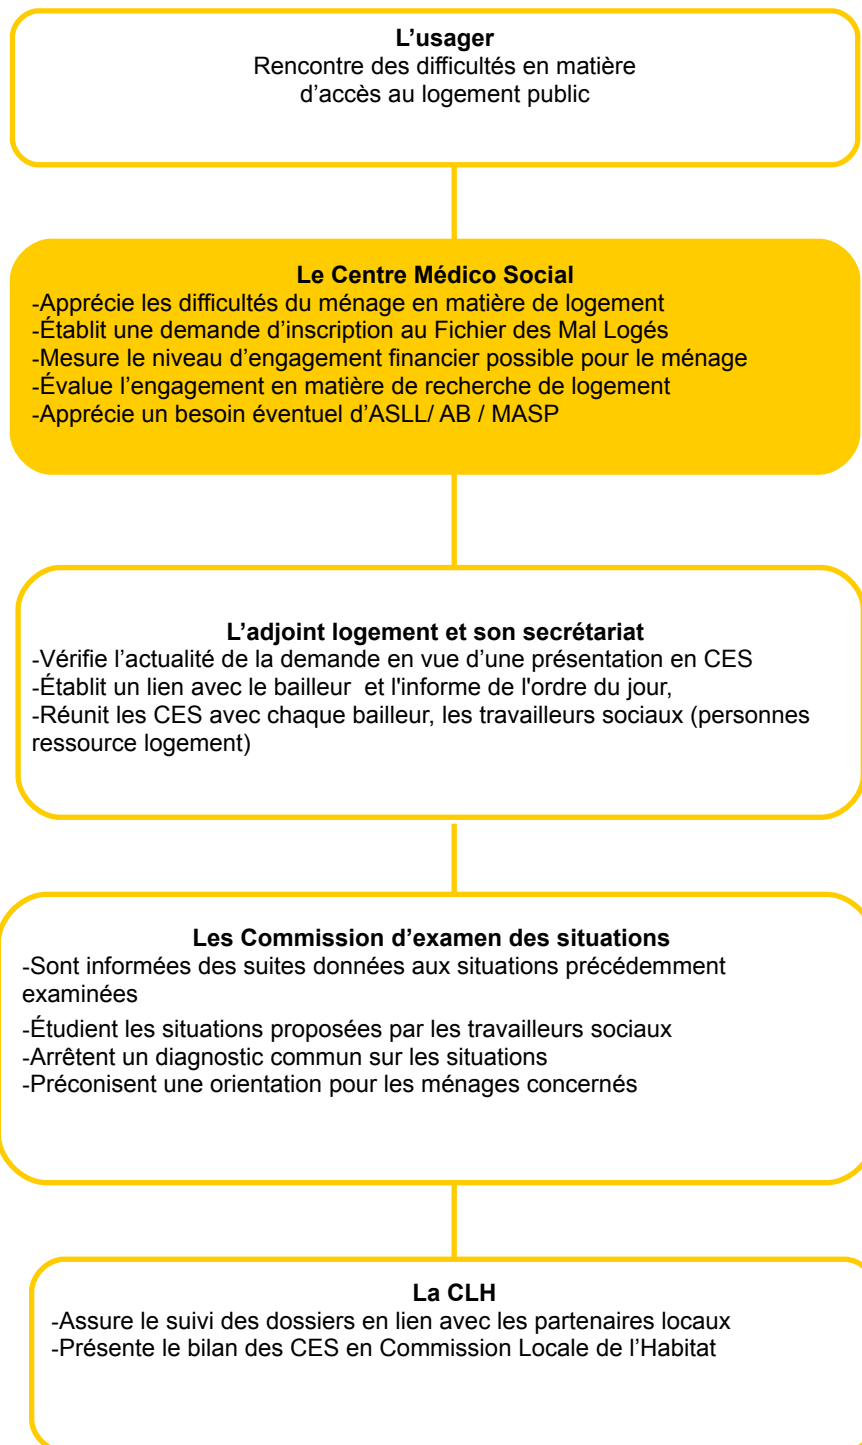 L’usager
Rencontre des difficultés en matière
d’accès au logement public
Le Centre Médico Social
-Apprécie les difficultés du ménage en matière de logement
-Établit une demande d’inscription au Fichier des Mal Logés
-Mesure le niveau d’engagement financier possible pour le ménage
-Évalue l’engagement en matière de recherche de logement
-Apprécie un besoin éventuel d’ASLL/ AB / MASP
L’adjoint logement et son secrétariat
-Vérifie l’actualité de la demande en vue d’une présentation en CES
-Établit un lien avec le bailleur  et l'informe de l'ordre du jour,
-Réunit les CES avec chaque bailleur, les travailleurs sociaux (personnes
ressource logement)
Les Commission d’examen des situations
-Sont informées des suites données aux situations précédemment
examinées
-Étudient les situations proposées par les travailleurs sociaux
-Arrêtent un diagnostic commun sur les situations
-Préconisent une orientation pour les ménages concernés
La CLH
-Assure le suivi des dossiers en lien avec les partenaires locaux
-Présente le bilan des CES en Commission Locale de l’Habitat